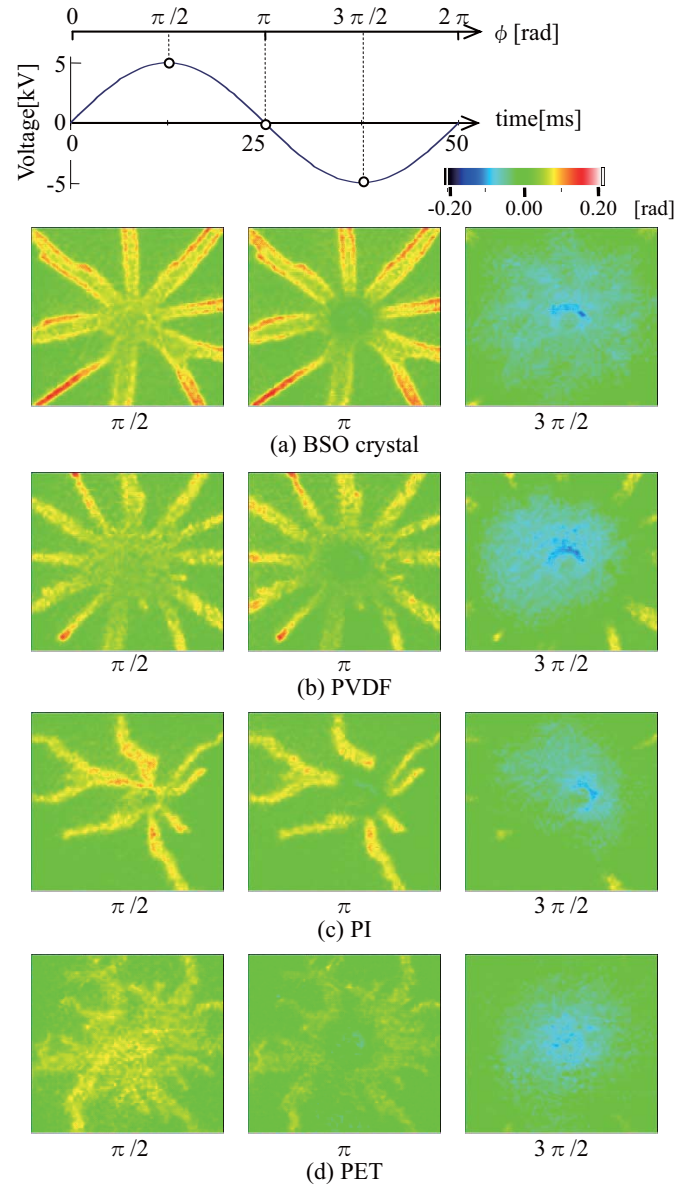 0 π/2 π 3 π/2 2 π φ [rad]
Voltage[kV]
5
0
-5
0 25 50 time[ms]
-0.20 0.00 0.20 [rad]
π/2 π 3 π/2
(a) BSO crystal
π/2 π 3 π/2
(b) PVDF
π/2 π 3 π/2
(c) PI
π/2 π 3 π/2
(d) PET